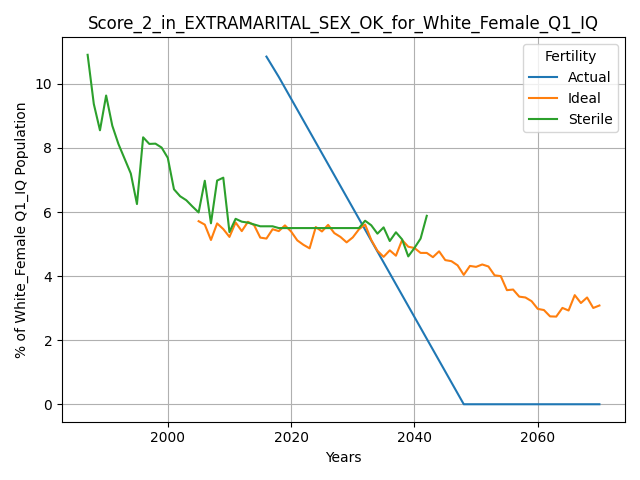 Score_2_in_EXTRAMARITAL_SEX_OK_for_White_Female_Q1_IQ
% of White_Female Q1_IQ Population
10
8
6
4
2
0
Fertility
Actual
Ideal
Sterile
2000
2020
2040
2060
Years